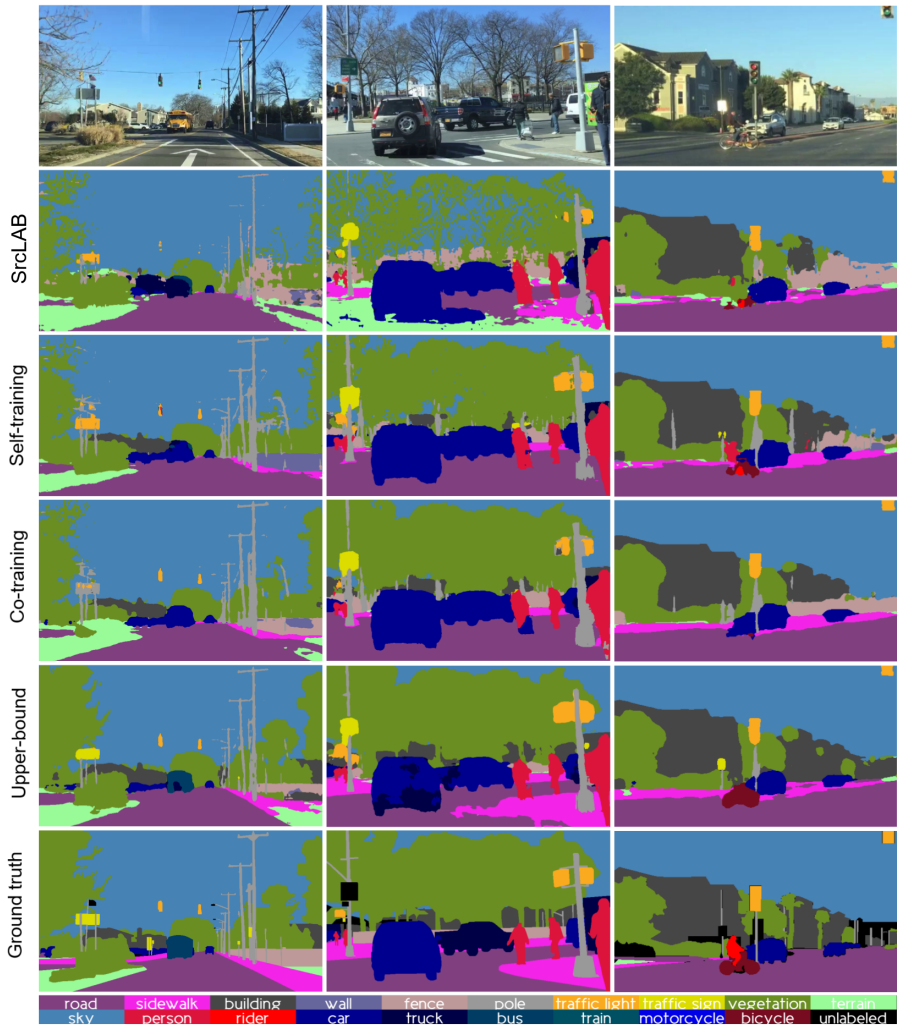 SrcLAB
Self-training
Co-training
Upper-bound
Ground truth
road sidewalk building wall fence pole traffic light traffic sign vegetation terrain
sky person rider car truck bus train motorcycle bicycle unlabeled